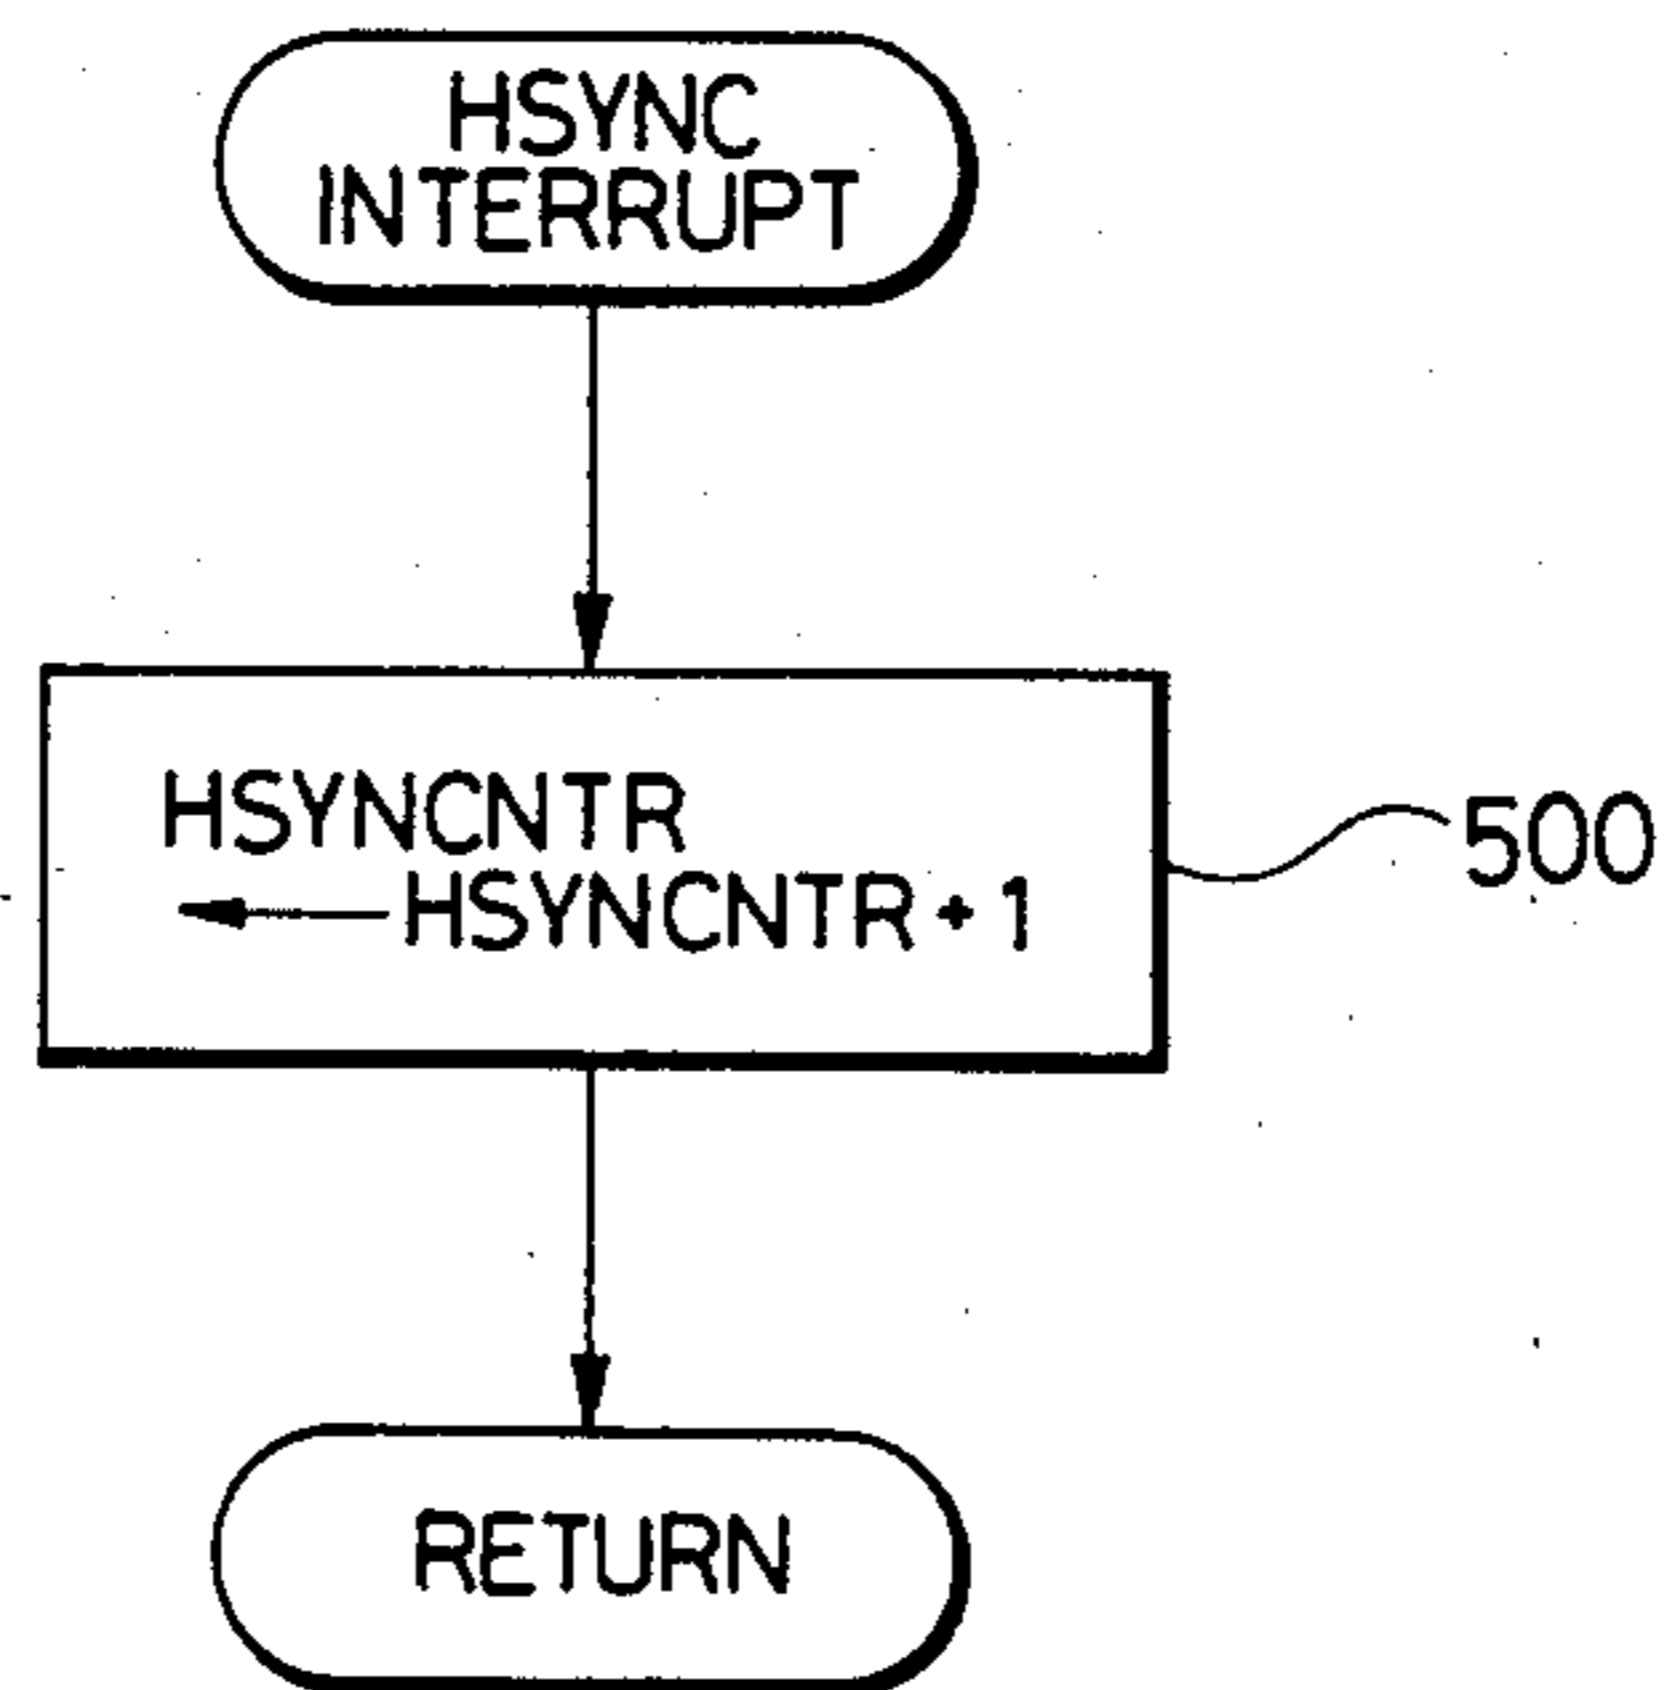 HSYNC
INTERRUPT
HSYNCNTR
← HSYNCNTR + 1
500
RETURN